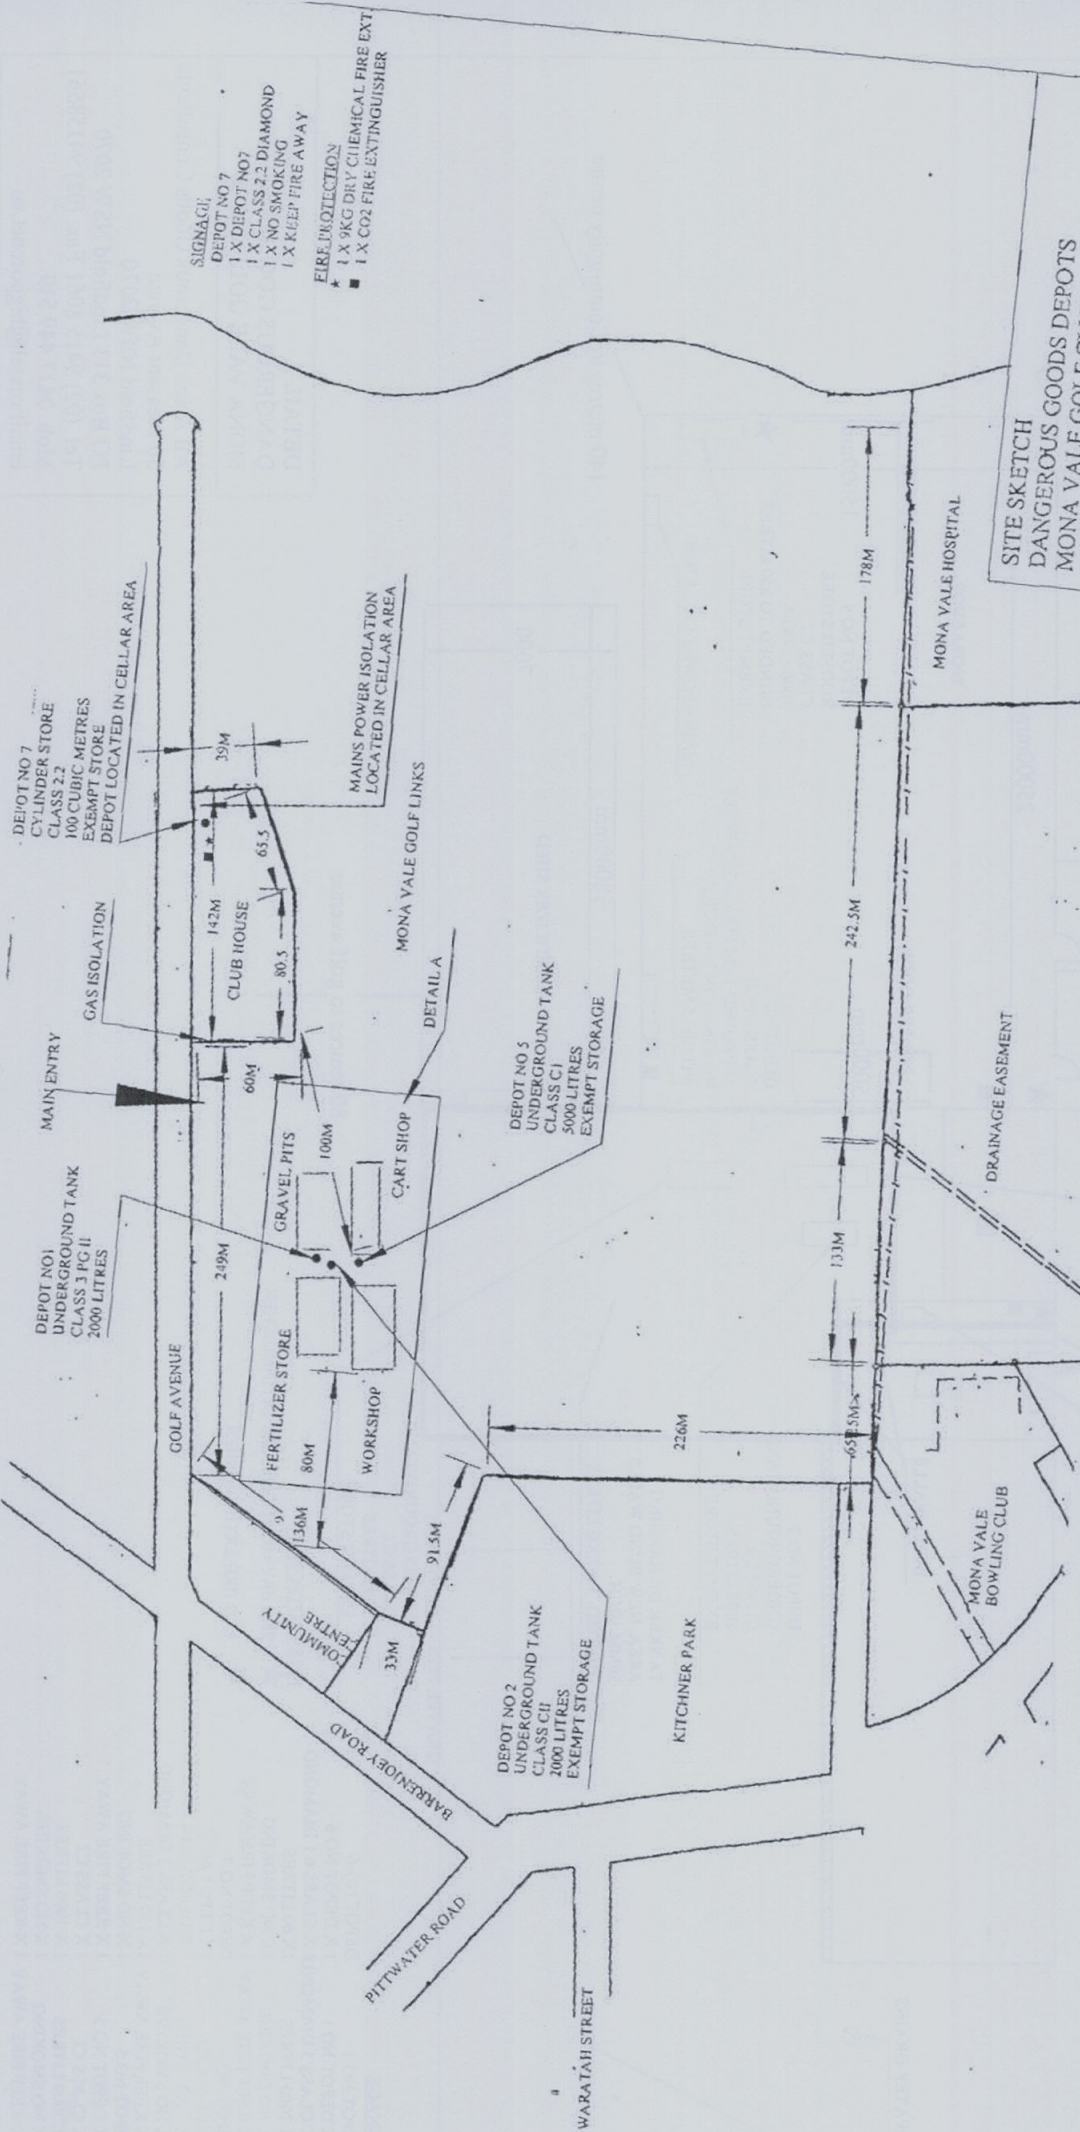 SIGNAGE
DEPOT NO 7
1 X DEPOT NO7
1 X CLASS 2.2 DIAMOND
1 X NO SMOKING
1 X KEEP FIRE AWAY
FIRE PROTECTION
★ 1 X 9KG DRY CHEMICAL FIRE EXT.
■ 1 X CO2 FIRE EXTINGUISHER
DEPOT NO 7
CYLINDER STORE
CLASS 2.2
100 CUBIC METRES
EXEMPT STORE
DEPOT LOCATED IN CELLAR AREA
GAS ISOLATION
MAIN ENTRY
DEPOT NO1
UNDERGROUND TANK
CLASS 3 PG II
2000 LITRES
GOLF AVENUE
39M
MAINS POWER ISOLATION
LOCATED IN CELLAR AREA
142M
65.5
CLUB HOUSE
80.5
MONA VALE GOLF LINKS
60M
249M
GRAVEL PITS
100M
CART SHOP
DETAIL A
FERTILIZER STORE
80M
WORKSHOP
136M
91.5M
33M
COMMUNITY
CENTRE
DEPOT NO 5
UNDERGROUND TANK
CLASS C1
5000 LITRES
EXEMPT STORAGE
DEPOT NO 2
UNDERGROUND TANK
CLASS CII
2000 LITRES
EXEMPT STORAGE
226M
KITCHNER PARK
BARRENJOEY ROAD
PITTWATER ROAD
WARATAH STREET
178M
242.5M
133M
MONA VALE HOSPITAL
DRAINAGE EASEMENT
MONA VALE
BOWLING CLUB
SITE SKETCH
DANGEROUS GOODS DEPOTS
MONA VALE GOLF